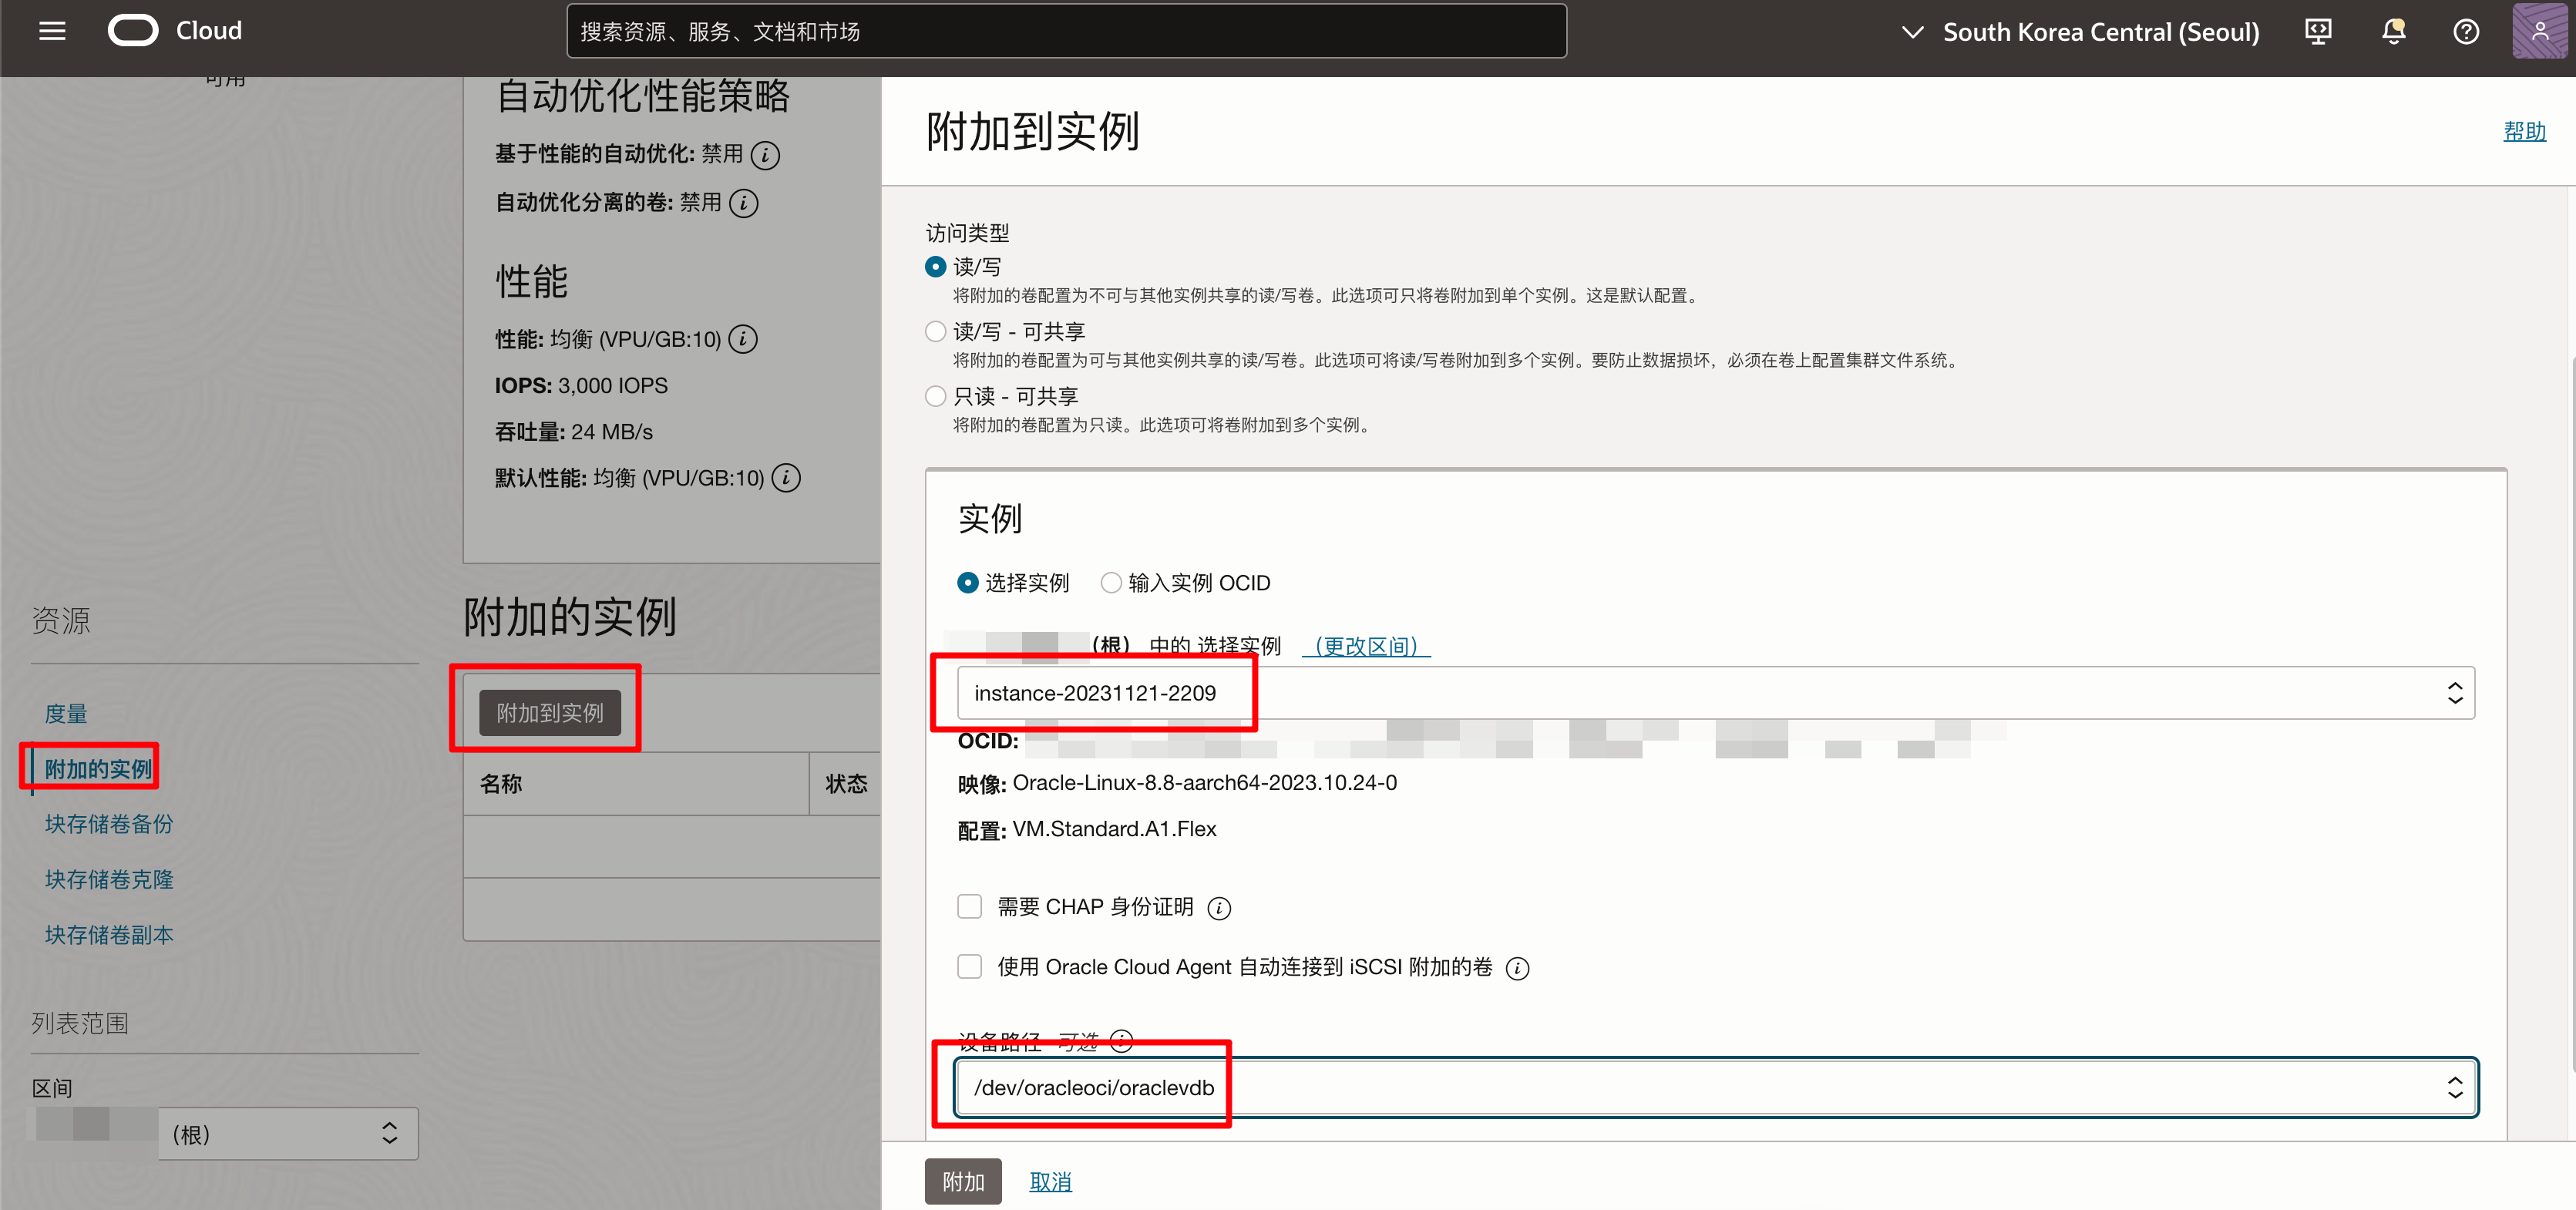 Cloud
搜索资源、服务、文档和市场
South Korea Central (Seoul)
可用
自动优化性能策略
基于性能的自动优化: 禁用
自动优化分离的卷: 禁用
性能
性能: 均衡 (VPU/GB:10)
IOPS: 3,000 IOPS
吞吐量: 24 MB/s
默认性能: 均衡 (VPU/GB:10)
资源
度量
附加的实例
块存储卷备份
块存储卷克隆
块存储卷副本
列表范围
区间
(根)
附加的实例
附加到实例
名称
状态
附加到实例
帮助
访问类型
读/写
将附加的卷配置为不可与其他实例共享的读/写卷。此选项可只将卷附加到单个实例。这是默认配置。
读/写 - 可共享
将附加的卷配置为可与其他实例共享的读/写卷。此选项可将读/写卷附加到多个实例。要防止数据损坏，必须在卷上配置集群文件系统。
只读 - 可共享
将附加的卷配置为只读。此选项可将卷附加到多个实例。
实例
选择实例
输入实例 OCID
（根） 中的 选择实例 （更改区间）
instance-20231121-2209
OCID:
映像: Oracle-Linux-8.8-aarch64-2023.10.24-0
配置: VM.Standard.A1.Flex
需要 CHAP 身份证明
使用 Oracle Cloud Agent 自动连接到 iSCSI 附加的卷
设备路径 可选
/dev/oracleoci/oraclevdb
附加
取消